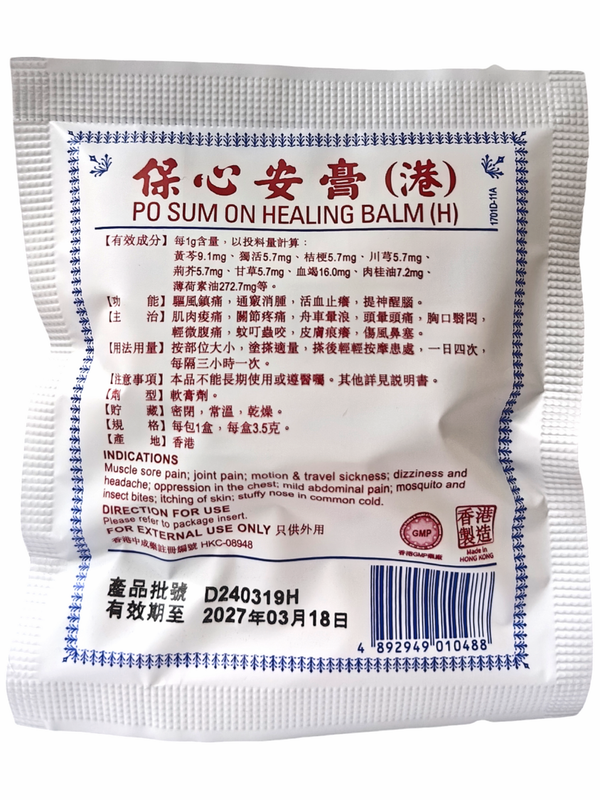 保心安膏(港)
PO SUM ON HEALING BALM (H)
1701D-11A
【有效成分】每1g含量，以投料量計算：
黃芩9.1mg、獨活5.7mg、桔梗5.7mg、川芎5.7mg、
荊芥5.7mg、甘草5.7mg、血竭16.0mg、肉桂油7.2mg、
薄荷素油272.7mg等。
【功　能】驅風鎮痛，通竅消腫，活血止癢，提神醒腦。
【主　治】肌肉痠痛，關節疼痛，舟車暈浪，頭暈頭痛，胸口翳悶，
輕微腹痛，蚊叮蟲咬，皮膚痕癢，傷風鼻塞。
【用法用量】按部位大小，塗搽適量，搽後輕輕按摩患處，一日四次，
每隔三小時一次。
【注意事項】本品不能長期使用或遵醫囑。其他詳見說明書。
【劑　型】軟膏劑。
【貯　藏】密閉，常溫，乾燥。
【規　格】每包1盒，每盒3.5克。
【產　地】香港
INDICATIONS
Muscle sore pain; joint pain; motion & travel sickness; dizziness and
headache; oppression in the chest; mild abdominal pain; mosquito and
insect bites; itching of skin; stuffy nose in common cold.
DIRECTION FOR USE
Please refer to package insert.
FOR EXTERNAL USE ONLY 只供外用
香港中成藥註冊編號 HKC-08948
GMP
香港GMP藥廠
香港
製造
Made in
HONG KONG
產品批號 D240319H
有效期至 2027年03月18日
4 892949 010488